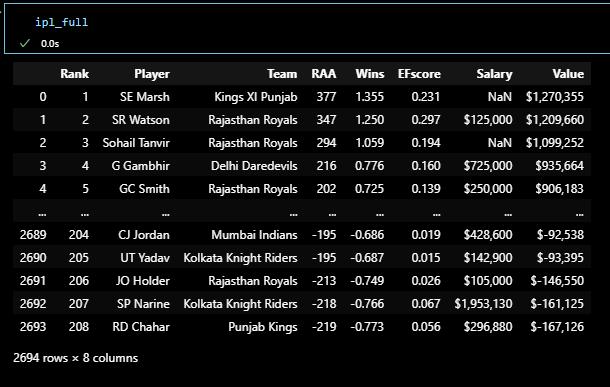 ipl_full
✓ 0.0s
Rank Player Team RAA Wins EFscore Salary Value
0 1 SE Marsh Kings XI Punjab 377 1.355 0.231 NaN $1,270,355
1 2 SR Watson Rajasthan Royals 347 1.250 0.297 $125,000 $1,209,660
2 3 Sohail Tanvir Rajasthan Royals 294 1.059 0.194 NaN $1,099,252
3 4 G Gambhir Delhi Daredevils 216 0.776 0.160 $725,000 $935,664
4 5 GC Smith Rajasthan Royals 202 0.725 0.139 $250,000 $906,183
... ... ... ... ... ... ... ... ...
2689 204 CJ Jordan Mumbai Indians -195 -0.686 0.019 $428,600 $-92,538
2690 205 UT Yadav Kolkata Knight Riders -195 -0.687 0.015 $142,900 $-93,395
2691 206 JO Holder Rajasthan Royals -213 -0.749 0.026 $105,000 $-146,550
2692 207 SP Narine Kolkata Knight Riders -218 -0.766 0.067 $1,953,130 $-161,125
2693 208 RD Chahar Punjab Kings -219 -0.773 0.056 $296,880 $-167,126
2694 rows × 8 columns